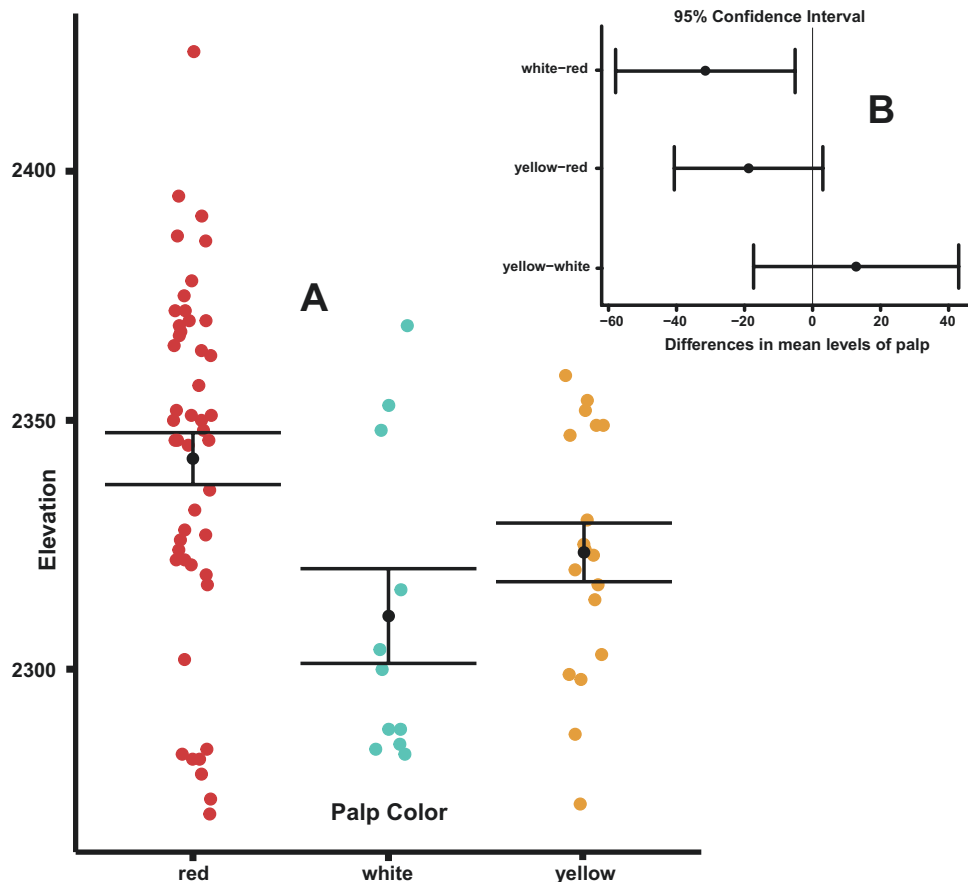 95% Confidence Interval
white−red
yellow−red
yellow−white
B
−60 −40 −20 0 20 40
Differences in mean levels of palp
A
2400
2350
2300
Elevation
Palp Color
red white yellow